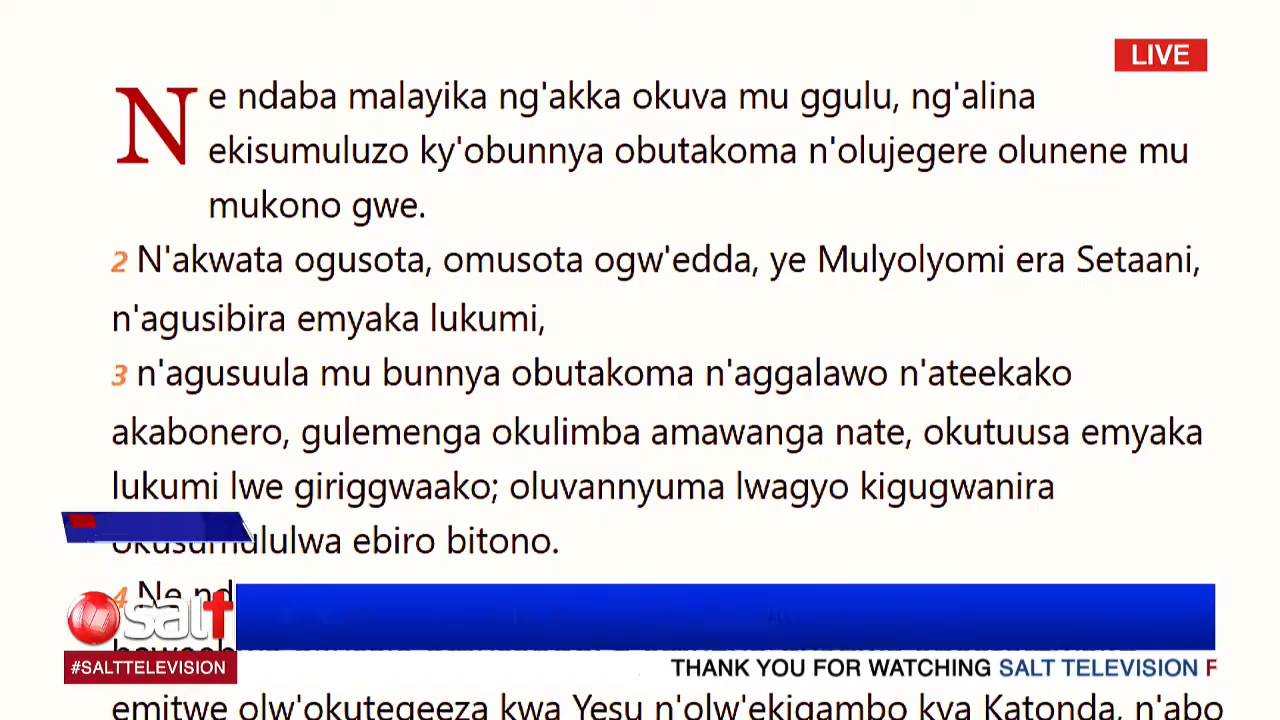 LIVE
Ne ndaba malayika ng'akka okuva mu ggulu, ng'alina
ekisumuluzo ky'obunnya obutakoma n'olujegere olunene mu
mukono gwe.
2 N'akwata ogusota, omusota ogw'edda, ye Mulyolyomi era Setaani,
n'agusibira emyaka lukumi,
3 n'agusuula mu bunnya obutakoma n'aggalawo n'ateekako
akabonero, gulemenga okulimba amawanga nate, okutuusa emyaka
lukumi lwe giriggwaako; oluvannyuma lwagyo kigugwanira
okusumululwa ebiro bitono.
4 Ne nd
salt
#SALTTELEVISION
THANK YOU FOR WATCHING SALT TELEVISION F
emitwe olw'okutegeeza kwa Yesu n'olw'ekigambo kya Katonda, n'abo